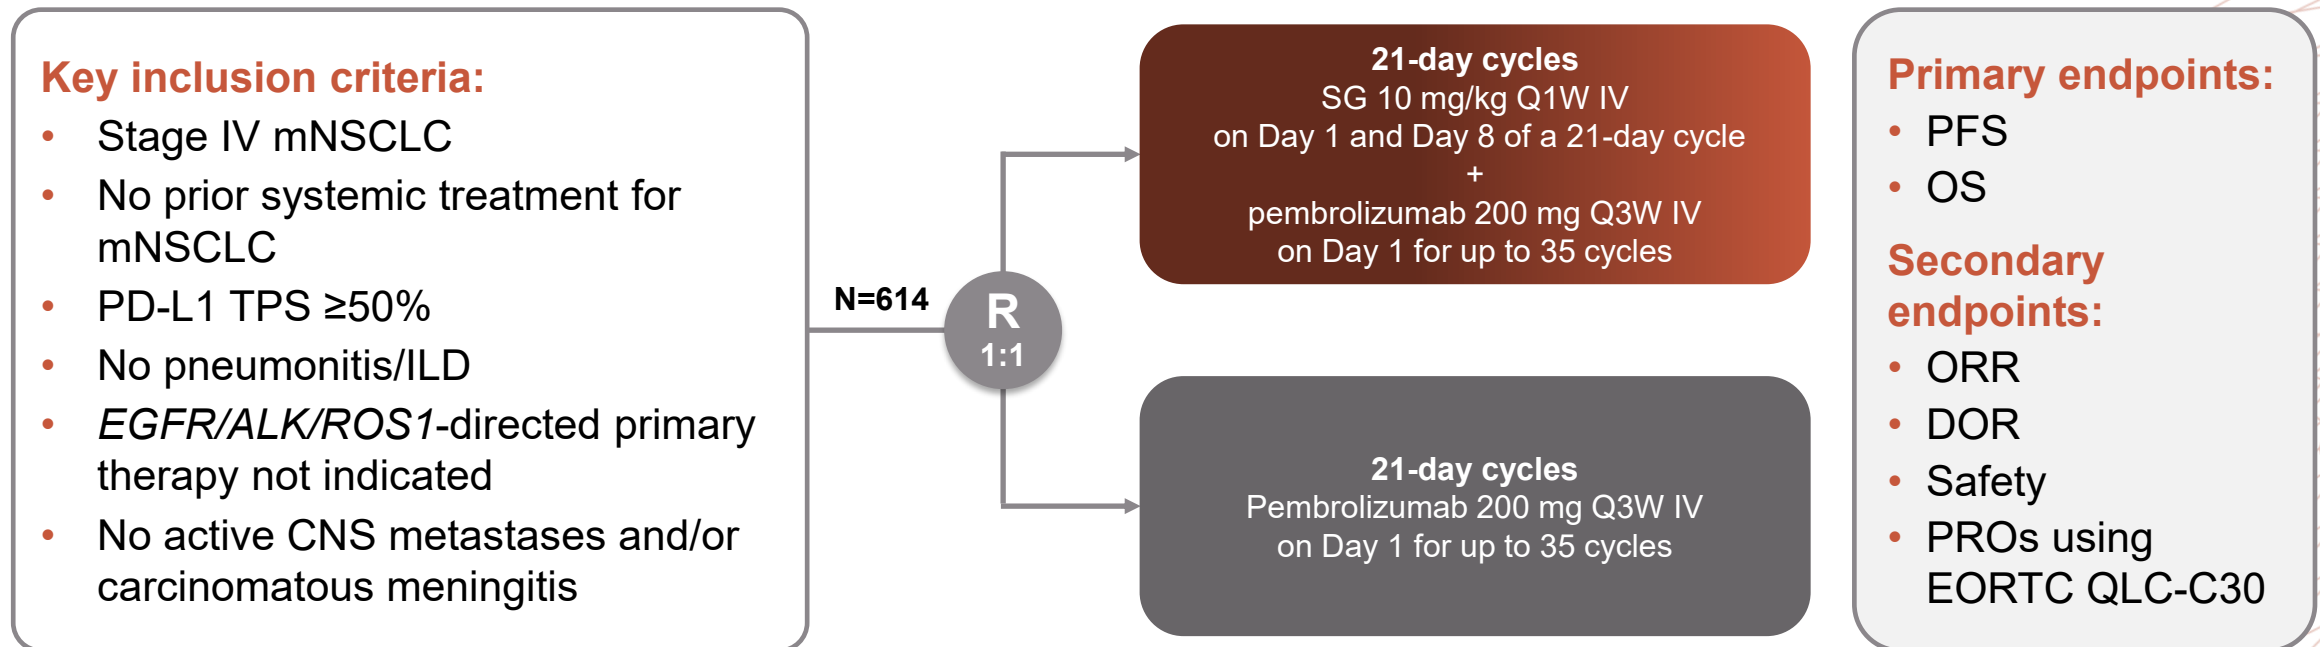 Key inclusion criteria:
• Stage IV mNSCLC
• No prior systemic treatment for
mNSCLC
• PD-L1 TPS ≥50%
• No pneumonitis/ILD
• EGFR/ALK/ROS1-directed primary
therapy not indicated
• No active CNS metastases and/or
carcinomatous meningitis
N=614
R
1:1
21-day cycles
SG 10 mg/kg Q1W IV
on Day 1 and Day 8 of a 21-day cycle
+
pembrolizumab 200 mg Q3W IV
on Day 1 for up to 35 cycles
21-day cycles
Pembrolizumab 200 mg Q3W IV
on Day 1 for up to 35 cycles
Primary endpoints:
• PFS
• OS
Secondary
endpoints:
• ORR
• DOR
• Safety
• PROs using
EORTC QLC-C30